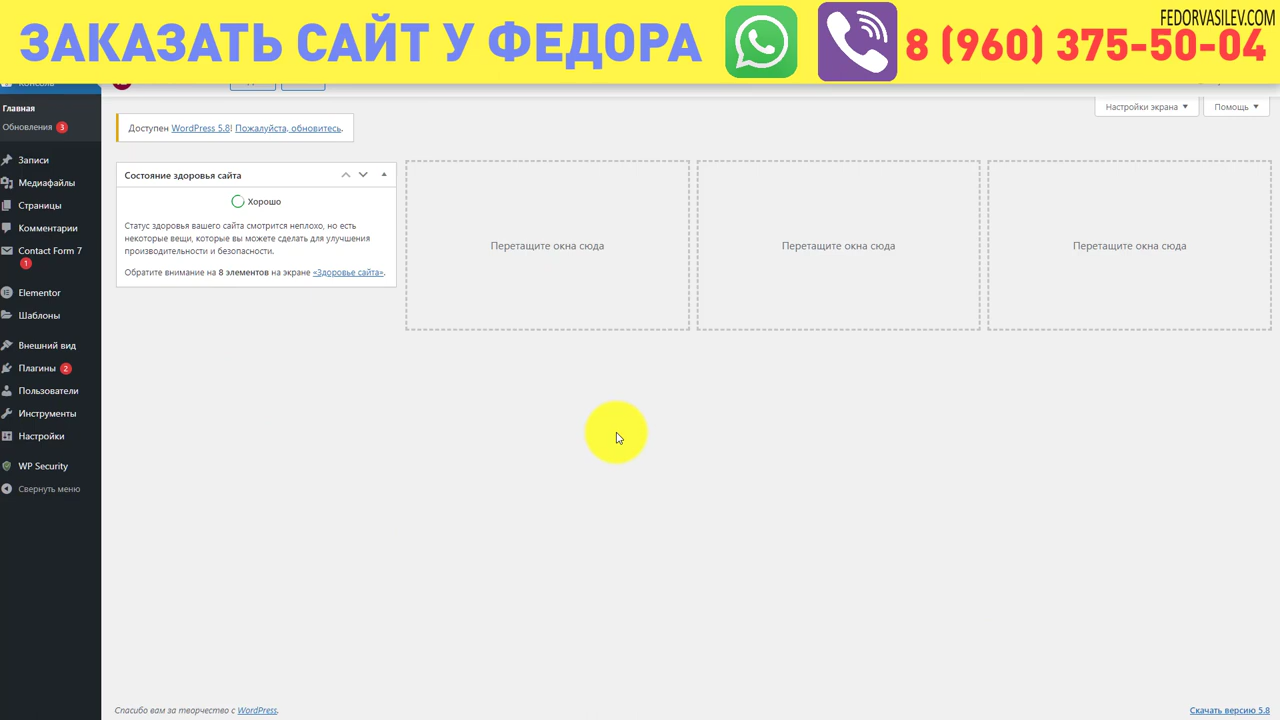 FEDORVASILEV.COM
ЗАКАЗАТЬ САЙТ У ФЕДОРА
8 (960) 375-50-04
Главная
Обновления 3
Записи
Медиафайлы
Страницы
Комментарии
Contact Form 7
1
Elementor
Шаблоны
Внешний вид
Плагины 2
Пользователи
Инструменты
Настройки
WP Security
Свернуть меню
Настройки экрана
Помощь
Доступен WordPress 5.8! Пожалуйста, обновитесь.
Состояние здоровья сайта
Хорошо
Статус здоровья вашего сайта смотрится неплохо, но есть
некоторые вещи, которые вы можете сделать для улучшения
производительности и безопасности.
Обратите внимание на 8 элементов на экране «Здоровье сайта».
Перетащите окна сюда
Перетащите окна сюда
Перетащите окна сюда
Спасибо вам за творчество с WordPress.
Скачать версию 5.8